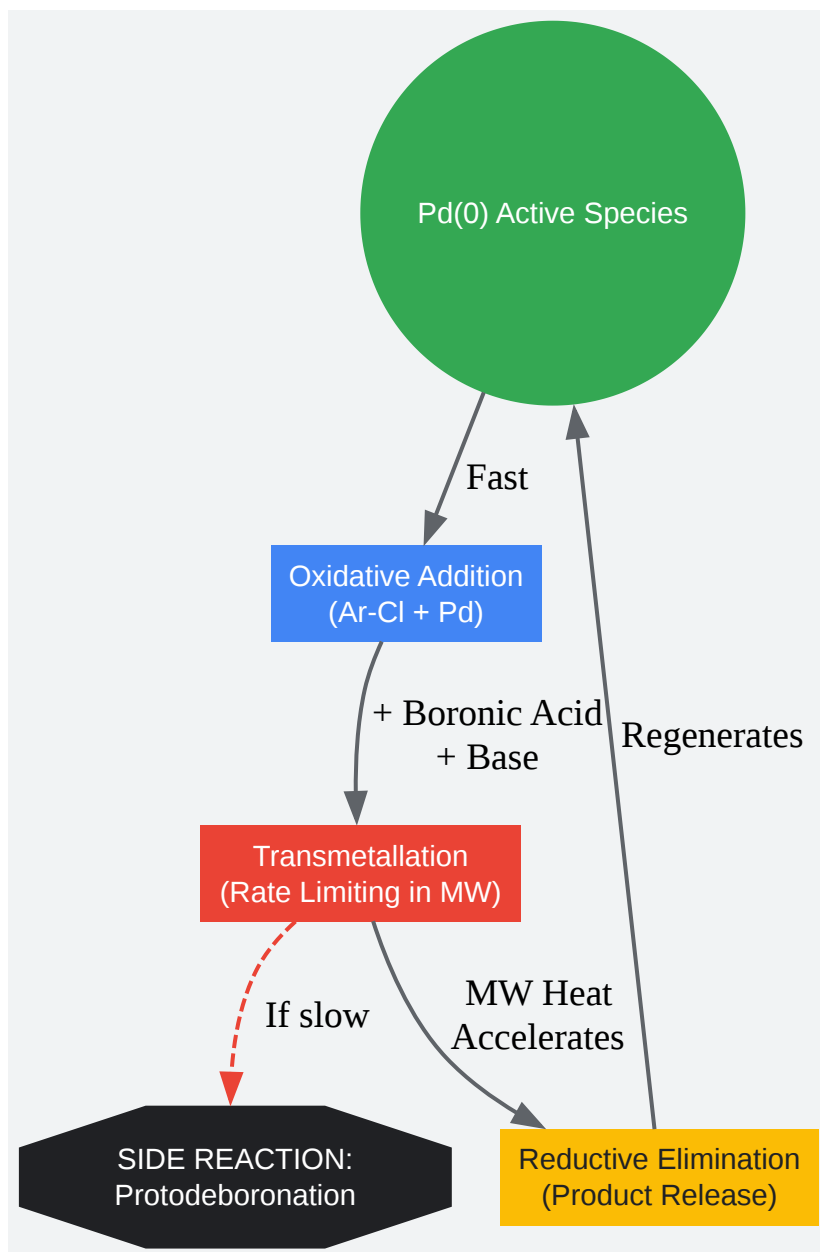 Pd(0) Active Species
Fast
Oxidative Addition
(Ar-Cl + Pd)
+ Boronic Acid
+ Base
Regenerates
Transmetallation
(Rate Limiting in MW)
If slow
MW Heat
Accelerates
SIDE REACTION:
Protodeboronation
Reductive Elimination
(Product Release)